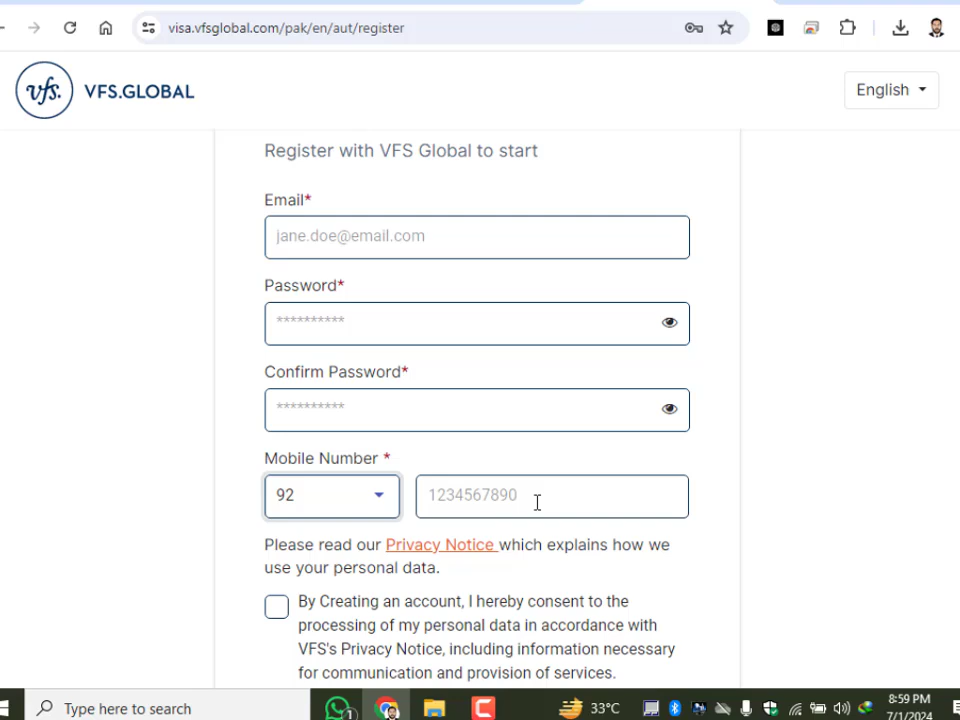 visa.vfsglobal.com/pak/en/aut/register
vfs. VFS.GLOBAL
English
Register with VFS Global to start
Email*
jane.doe@email.com
Password*
**********
Confirm Password*
**********
Mobile Number *
92
1234567890
Please read our Privacy Notice which explains how we
use your personal data.
By Creating an account, I hereby consent to the
processing of my personal data in accordance with
VFS's Privacy Notice, including information necessary
for communication and provision of services.
Type here to search
1
33°C
8:59 PM
7/1/2024